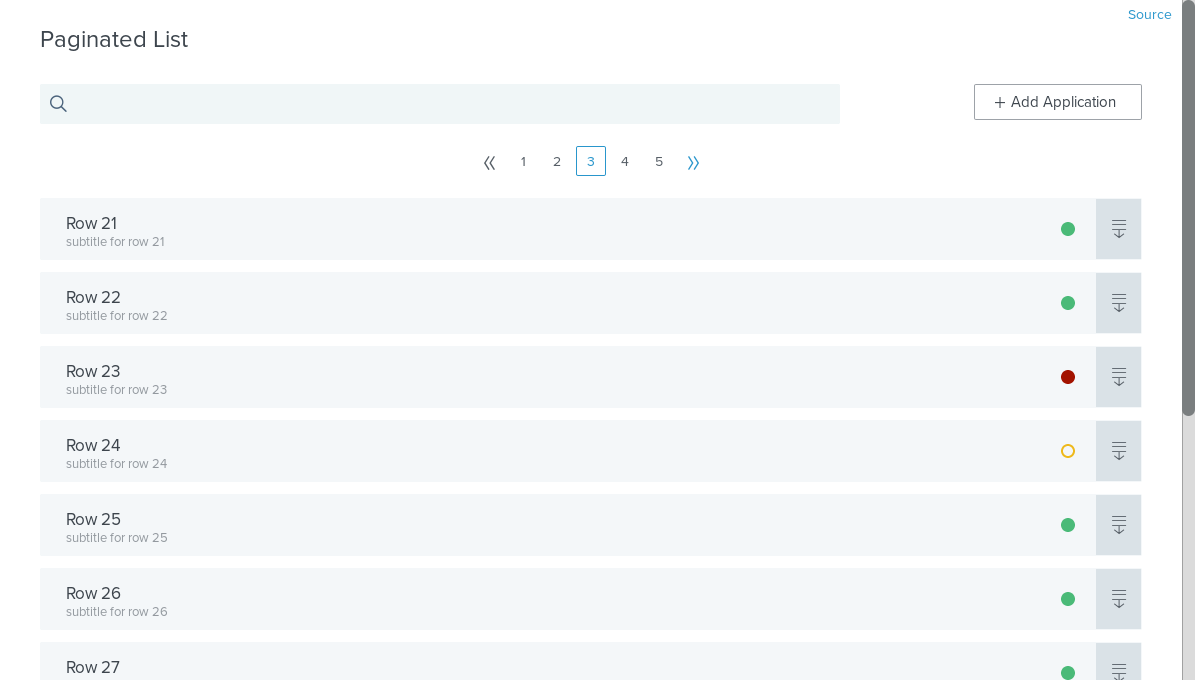 Source
Paginated List
+ Add Application
1 2 3 4 5
Row 21
subtitle for row 21
Row 22
subtitle for row 22
Row 23
subtitle for row 23
Row 24
subtitle for row 24
Row 25
subtitle for row 25
Row 26
subtitle for row 26
Row 27